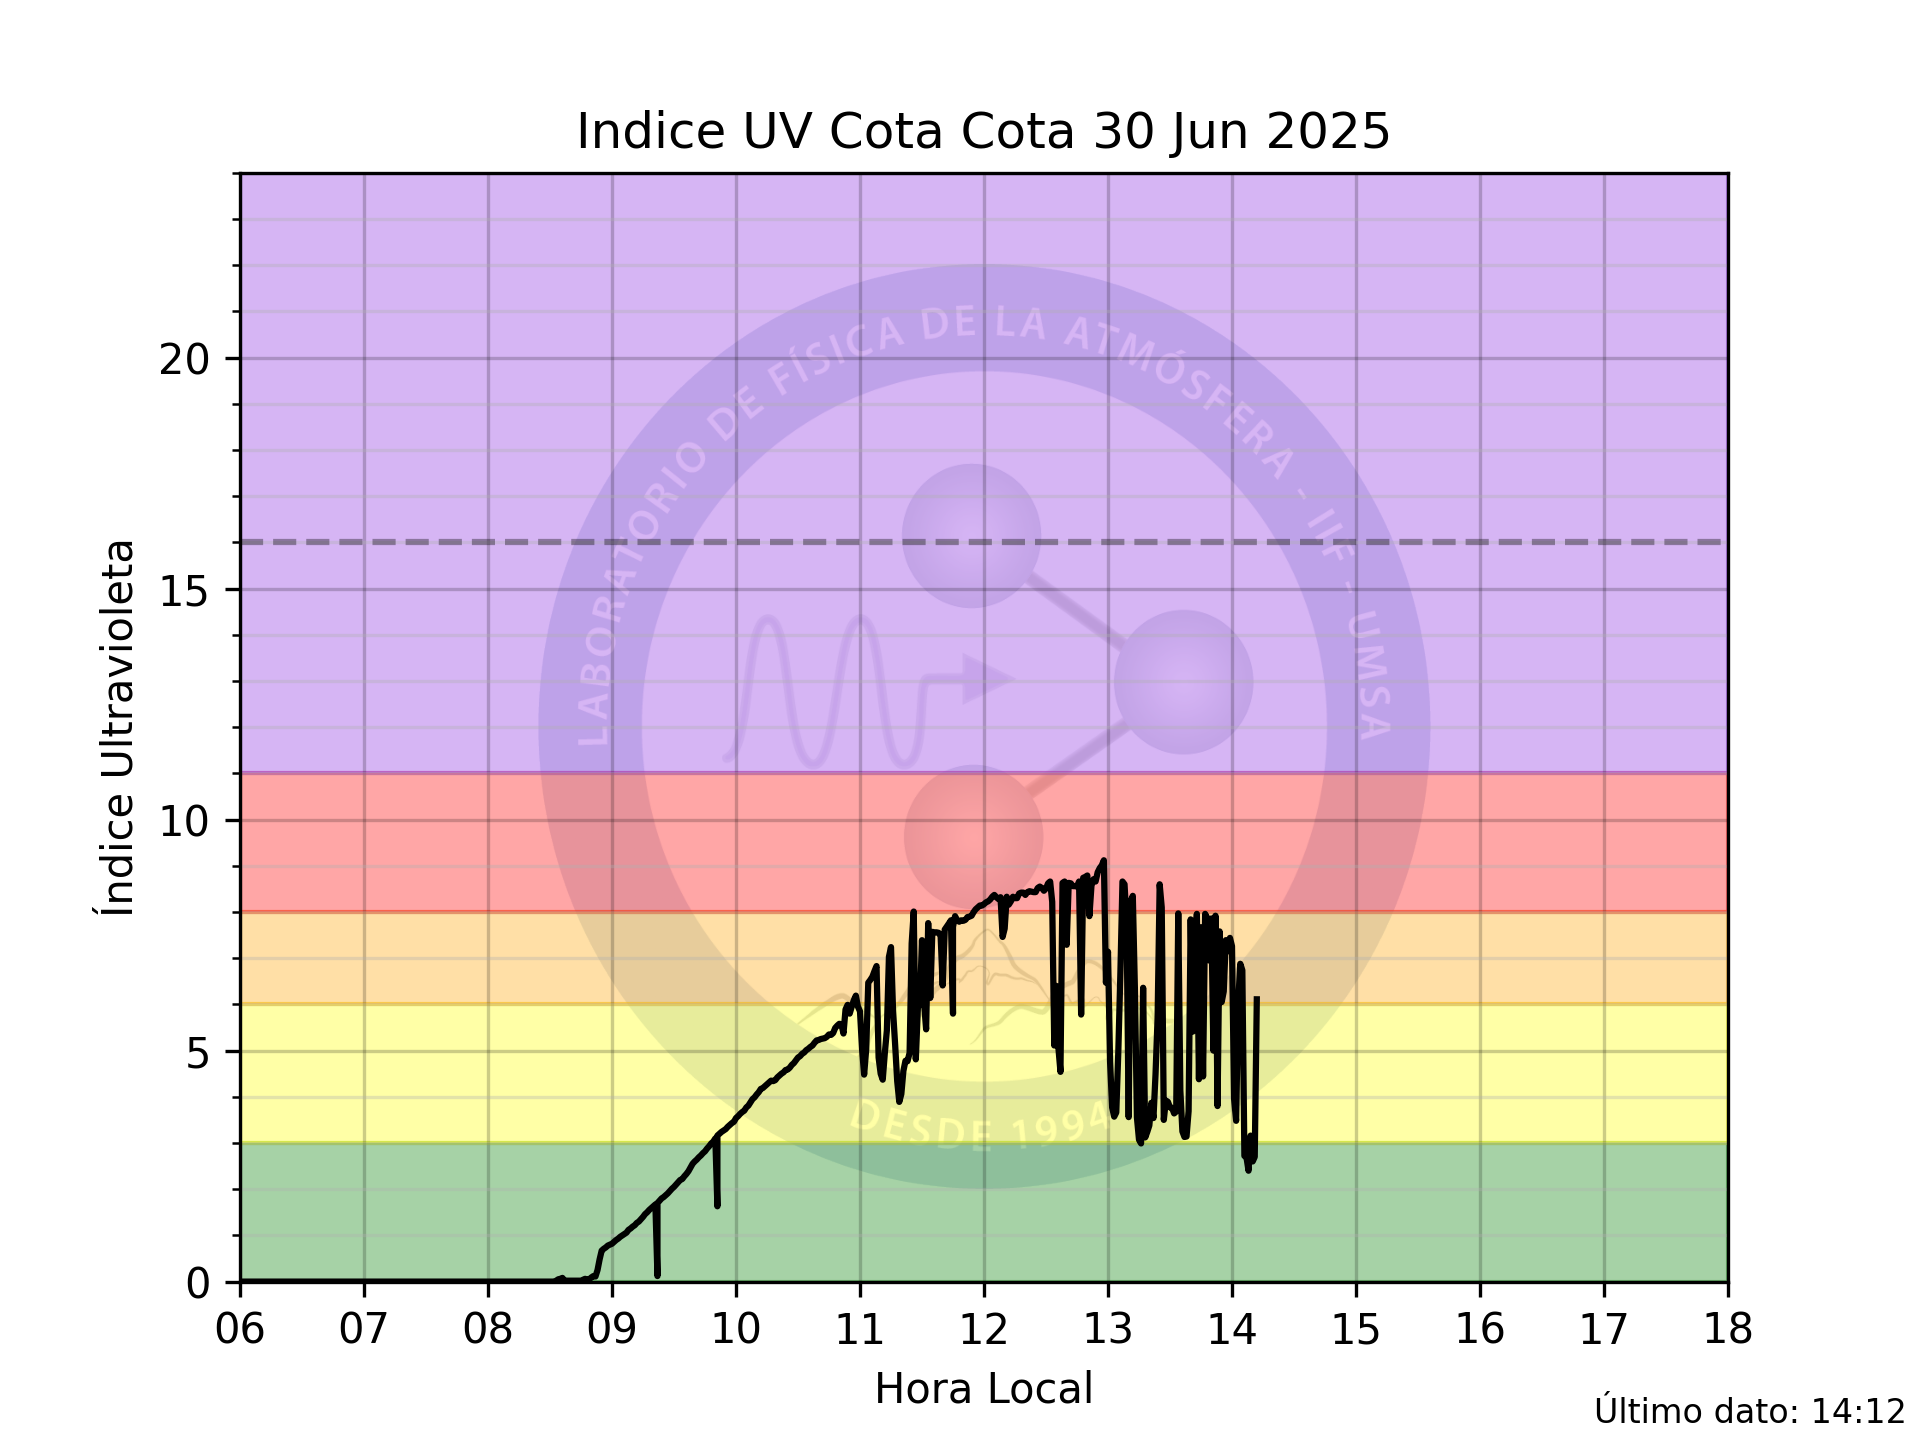 Indice UV Cota Cota 30 Jun 2025
LABORATORIO DE FÍSICA DE LA ATMÓSFERA - IIF - UMSA
DESDE 1994
Índice Ultravioleta
20
15
10
5
0
06 07 08 09 10 11 12 13 14 15 16 17 18
Hora Local
Último dato: 14:12